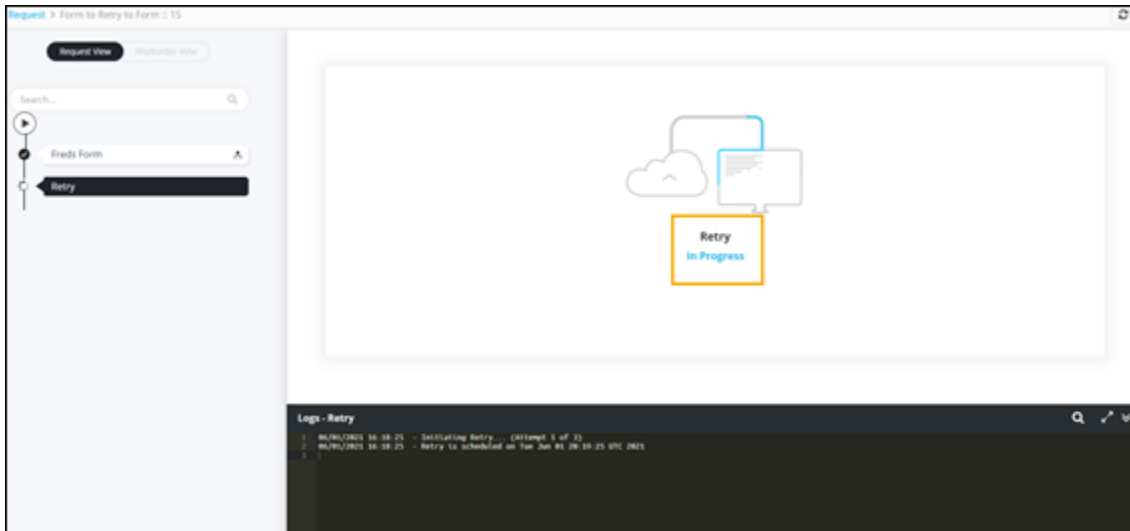 Request > Form to Retry to Form :: 15
Request View
Workorder View
Search...
Freds Form
Retry
Retry
In Progress
Logs - Retry
1 06/01/2021 16:18:25 - Initiating Retry... (Attempt 1 of 3)
2 06/01/2021 16:18:25 - Retry is scheduled on Tue Jun 01 20:19:25 UTC 2021
3